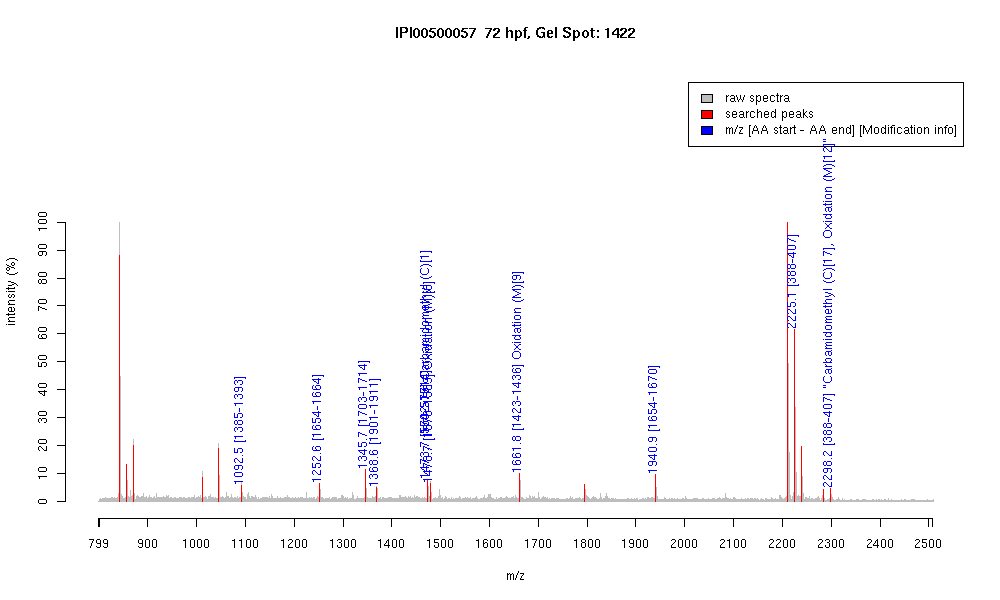 IPI00500057 72 hpf, Gel Spot: 1422
raw spectra
searched peaks
m/z [AA start - AA end] [Modification info]
intensity (%)
0
10
20
30
40
50
60
70
80
90
100
1092.5 [1385-1393]
1252.6 [1654-1664]
1345.7 [1703-1714]
1368.6 [1901-1911]
1661.8 [1423-1436] Oxidation (M)[9]
1940.9 [1654-1670]
2225.1 [388-407]
2298.2 [388-407] "Carbamidomethyl (C)[17], Oxidation (M)[12]"
799 900 1000 1100 1200 1300 1400 1500 1600 1700 1800 1900 2000 2100 2200 2300 2400 2500
m/z